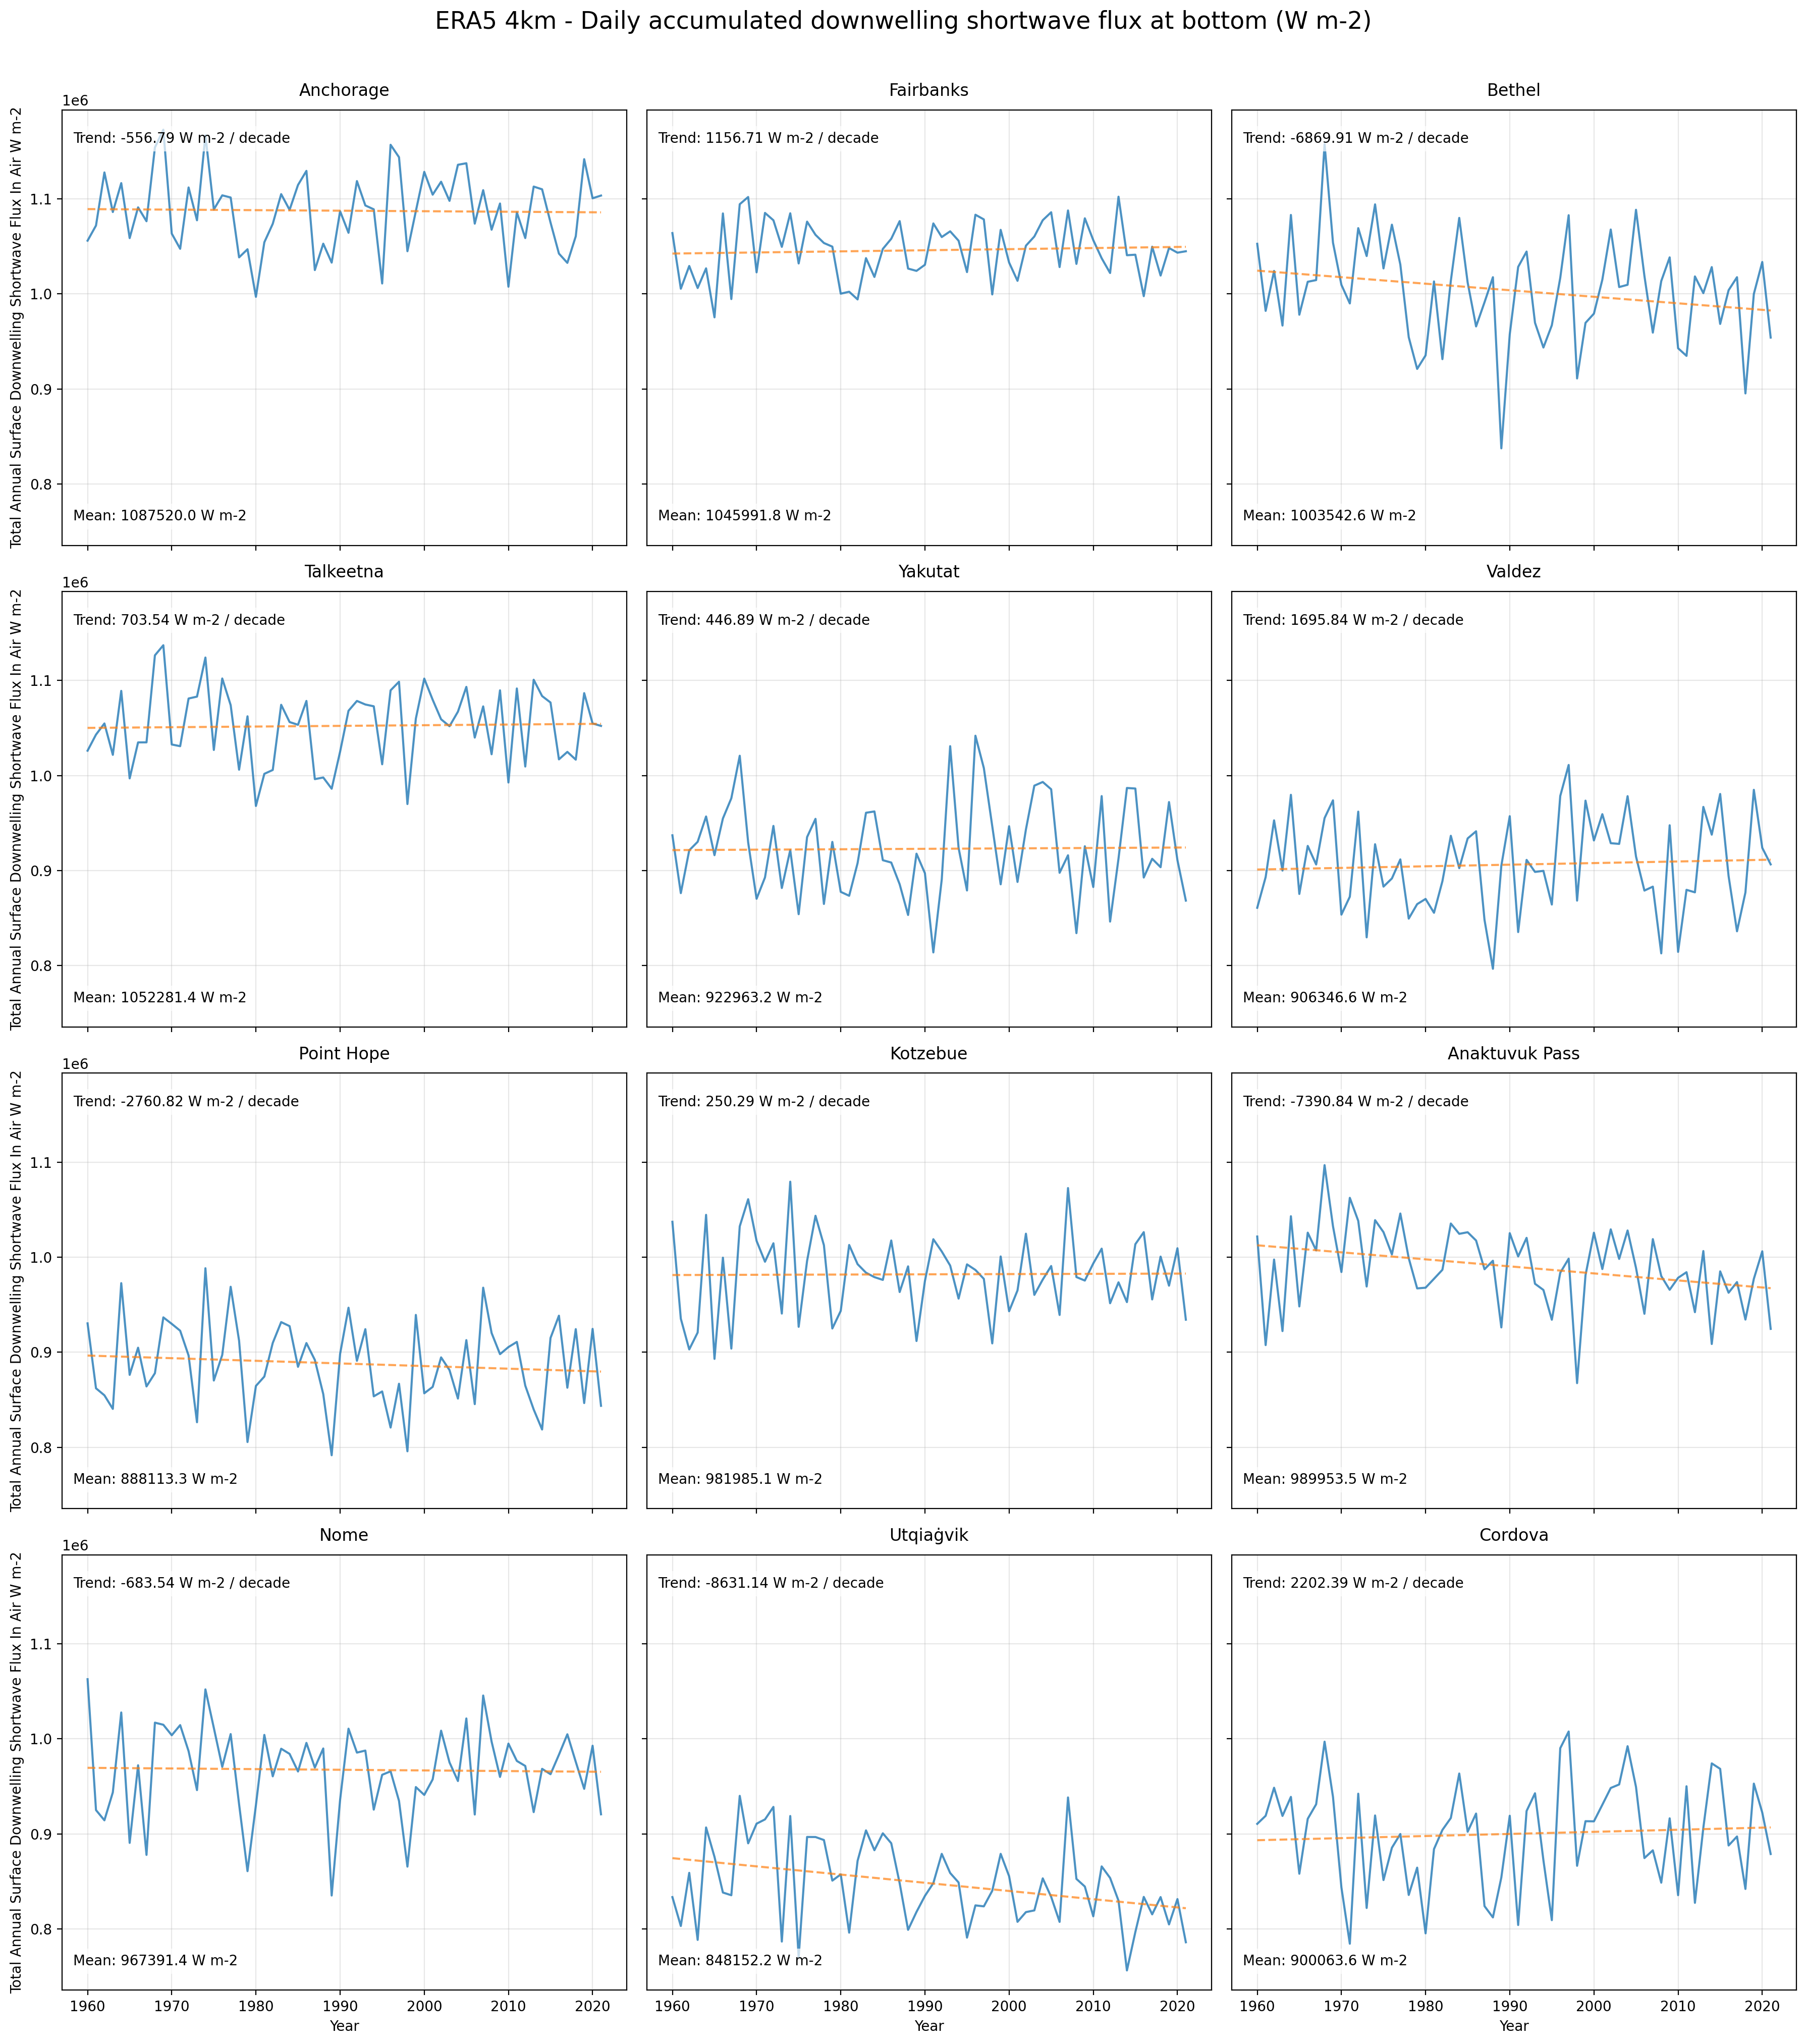 ERA5 4km - Daily accumulated downwelling shortwave flux at bottom (W m-2)
Anchorage
Fairbanks
Bethel
1e6
Total Annual Surface Downwelling Shortwave Flux In Air W m-2
1.1
1.0
0.9
0.8
Trend: -556.79 W m-2 / decade
Mean: 1087520.0 W m-2
Trend: 1156.71 W m-2 / decade
Mean: 1045991.8 W m-2
Trend: -6869.91 W m-2 / decade
Mean: 1003542.6 W m-2
Talkeetna
Yakutat
Valdez
1e6
Total Annual Surface Downwelling Shortwave Flux In Air W m-2
1.1
1.0
0.9
0.8
Trend: 703.54 W m-2 / decade
Mean: 1052281.4 W m-2
Trend: 446.89 W m-2 / decade
Mean: 922963.2 W m-2
Trend: 1695.84 W m-2 / decade
Mean: 906346.6 W m-2
Point Hope
Kotzebue
Anaktuvuk Pass
1e6
Total Annual Surface Downwelling Shortwave Flux In Air W m-2
1.1
1.0
0.9
0.8
Trend: -2760.82 W m-2 / decade
Mean: 888113.3 W m-2
Trend: 250.29 W m-2 / decade
Mean: 981985.1 W m-2
Trend: -7390.84 W m-2 / decade
Mean: 989953.5 W m-2
Nome
Utqiaġvik
Cordova
1e6
Total Annual Surface Downwelling Shortwave Flux In Air W m-2
1.1
1.0
0.9
0.8
Trend: -683.54 W m-2 / decade
Mean: 967391.4 W m-2
Trend: -8631.14 W m-2 / decade
Mean: 848152.2 W m-2
Trend: 2202.39 W m-2 / decade
Mean: 900063.6 W m-2
1960 1970 1980 1990 2000 2010 2020
1960 1970 1980 1990 2000 2010 2020
1960 1970 1980 1990 2000 2010 2020
Year
Year
Year